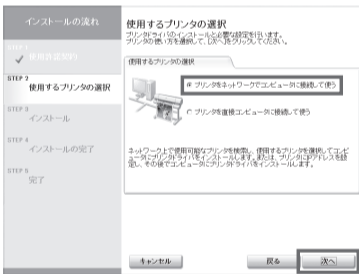 インストールの流れ
STEP 1
使用許諾契約
STEP 2
使用するプリンタの選択
STEP 3
インストール
STEP 4
インストールの完了
STEP 5
完了
使用するプリンタの選択
プリンタドライバのインストールと必要な設定を行います。
プリンタの使い方を選択して、[次へ]をクリックしてください。
使用するプリンタの選択
プリンタをネットワークでコンピュータに接続して使う
プリンタを直接コンピュータに接続して使う
ネットワーク上で使用可能なプリンタを検索し、使用するプリンタを選択してコンピ
ュータにプリンタドライバをインストールします。または、プリンタにIPアドレスを設
定し、その後でコンピュータにプリンタドライバをインストールします。
キャンセル
戻る
次へ